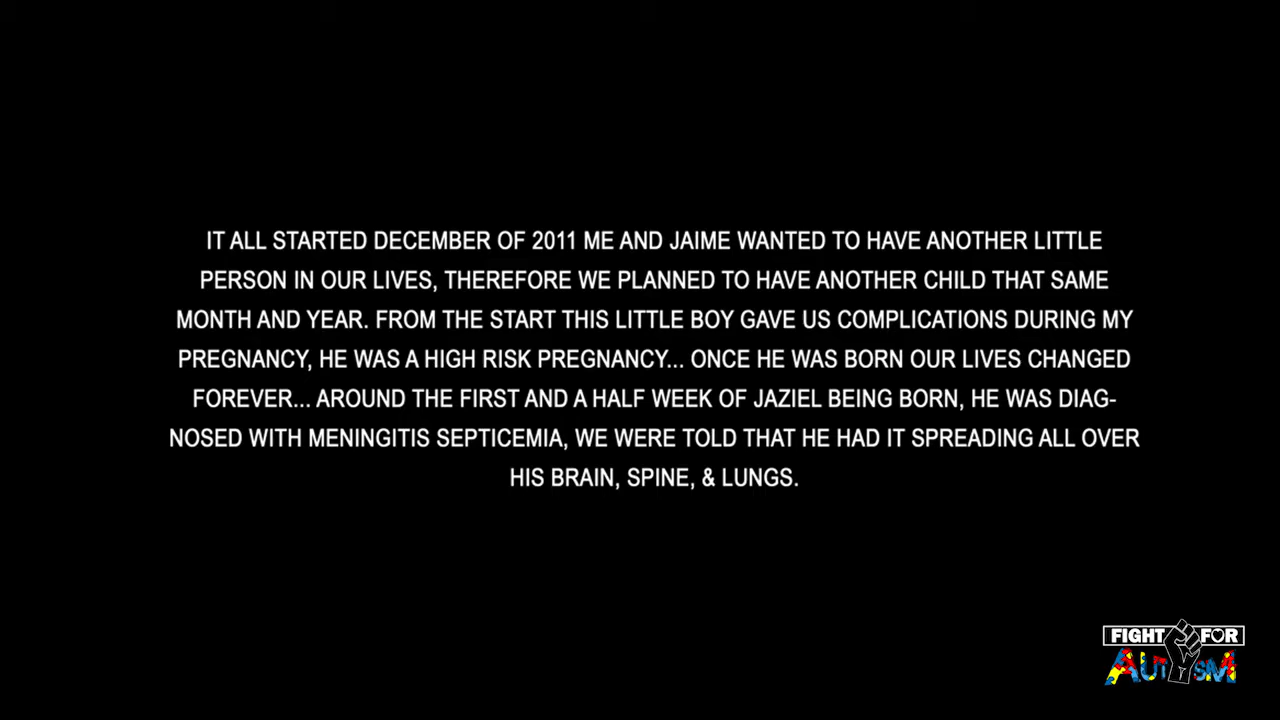 IT ALL STARTED DECEMBER OF 2011 ME AND JAIME WANTED TO HAVE ANOTHER LITTLE
PERSON IN OUR LIVES, THEREFORE WE PLANNED TO HAVE ANOTHER CHILD THAT SAME
MONTH AND YEAR. FROM THE START THIS LITTLE BOY GAVE US COMPLICATIONS DURING MY
PREGNANCY, HE WAS A HIGH RISK PREGNANCY... ONCE HE WAS BORN OUR LIVES CHANGED
FOREVER... AROUND THE FIRST AND A HALF WEEK OF JAZIEL BEING BORN, HE WAS DIAG-
NOSED WITH MENINGITIS SEPTICEMIA, WE WERE TOLD THAT HE HAD IT SPREADING ALL OVER
HIS BRAIN, SPINE, & LUNGS.
FIGHT FOR
AUTISM